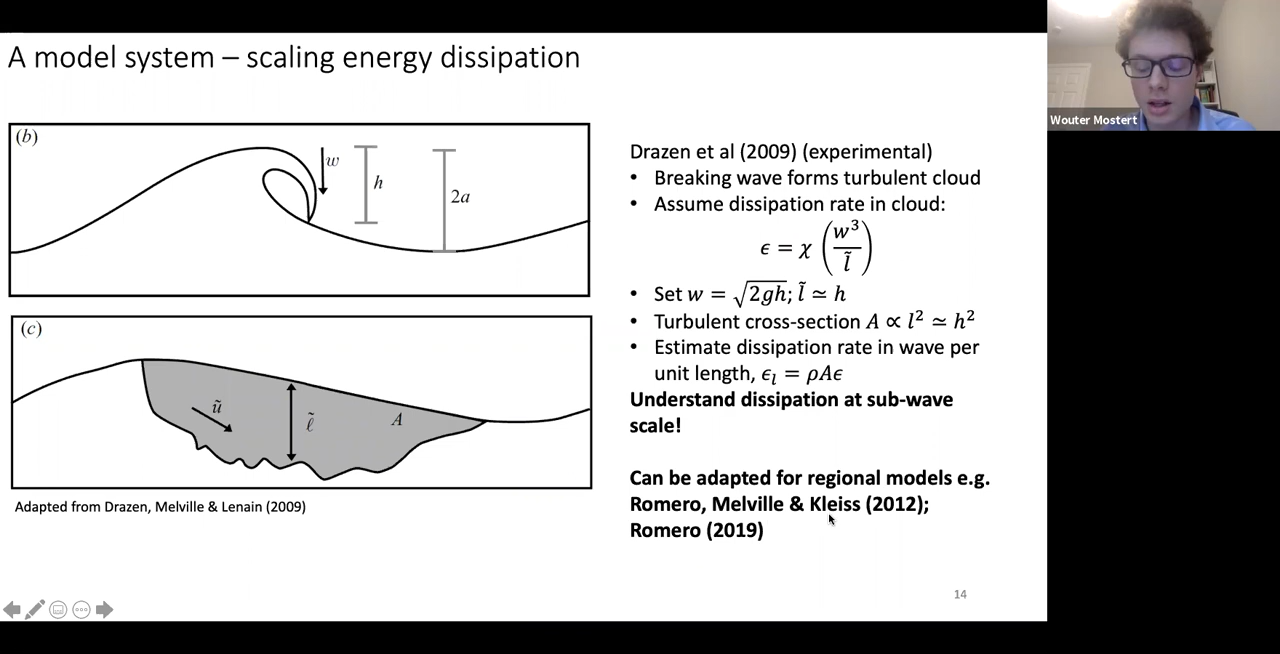 A model system – scaling energy dissipation
Wouter Mostert
(b)
w
h
2a
(c)
ũ
ℓ̃
A
Adapted from Drazen, Melville & Lenain (2009)
Drazen et al (2009) (experimental)
• Breaking wave forms turbulent cloud
• Assume dissipation rate in cloud:
ϵ = χ (w³/l̃)
• Set w = √2gh; l̃ ≃ h
• Turbulent cross-section A ∝ l² ≃ h²
• Estimate dissipation rate in wave per
unit length, ϵₗ = ρAϵ
Understand dissipation at sub-wave
scale!
Can be adapted for regional models e.g.
Romero, Melville & Kleiss (2012);
Romero (2019)
14